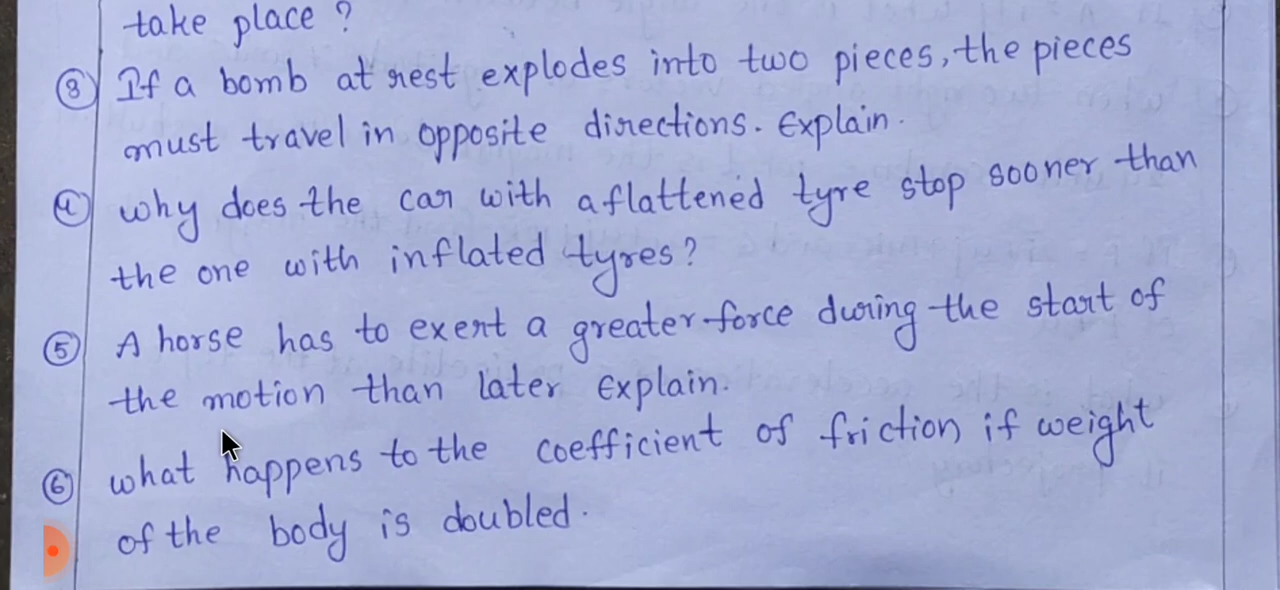 take place ?
③ If a bomb at rest explodes into two pieces, the pieces
must travel in opposite directions. Explain.
④ why does the car with a flattened tyre stop sooner than
the one with inflated tyres?
⑤ A horse has to exert a greater force during the start of
the motion than later explain.
⑥ what happens to the coefficient of friction if weight
of the body is doubled.